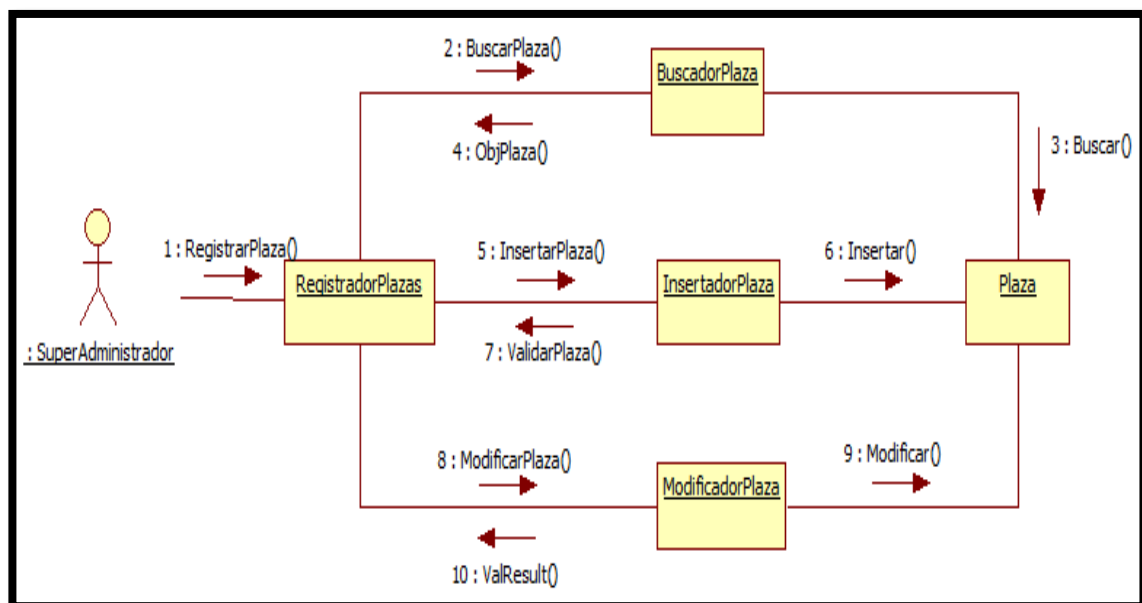 2 : BuscarPlaza()
BuscadorPlaza
4 : ObjPlaza()
3 : Buscar()
1 : RegistrarPlaza()
5 : InsertarPlaza()
6 : Insertar()
RegistradorPlazas
InsertadorPlaza
Plaza
7 : ValidarPlaza()
: SuperAdministrador
8 : ModificarPlaza()
9 : Modificar()
ModificadorPlaza
10 : ValResult()